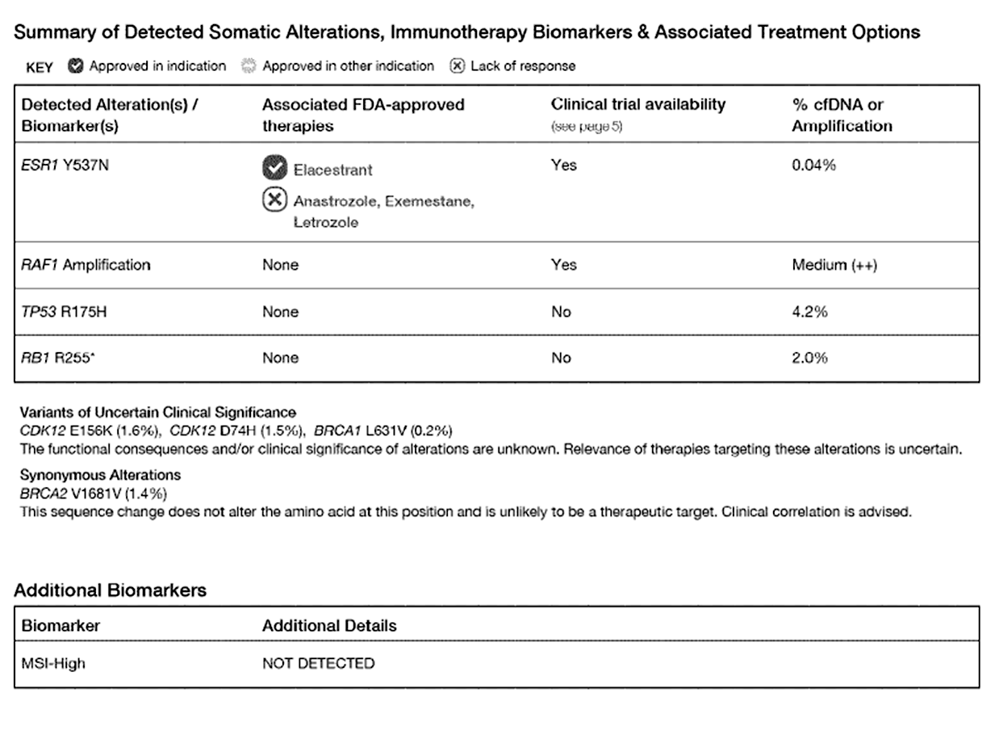 Summary of Detected Somatic Alterations, Immunotherapy Biomarkers & Associated Treatment Options
KEY Approved in indication Approved in other indication Lack of response
Detected Alteration(s) / Biomarker(s) Associated FDA-approved therapies Clinical trial availability (see page 5) % cfDNA or Amplification
ESR1 Y537N Elacestrant Yes 0.04%
Anastrozole, Exemestane,
Letrozole
RAF1 Amplification None Yes Medium (++)
TP53 R175H None No 4.2%
RB1 R255* None No 2.0%
Variants of Uncertain Clinical Significance
CDK12 E156K (1.6%), CDK12 D74H (1.5%), BRCA1 L631V (0.2%)
The functional consequences and/or clinical significance of alterations are unknown. Relevance of therapies targeting these alterations is uncertain.
Synonymous Alterations
BRCA2 V1681V (1.4%)
This sequence change does not alter the amino acid at this position and is unlikely to be a therapeutic target. Clinical correlation is advised.
Additional Biomarkers
Biomarker Additional Details
MSI-High NOT DETECTED